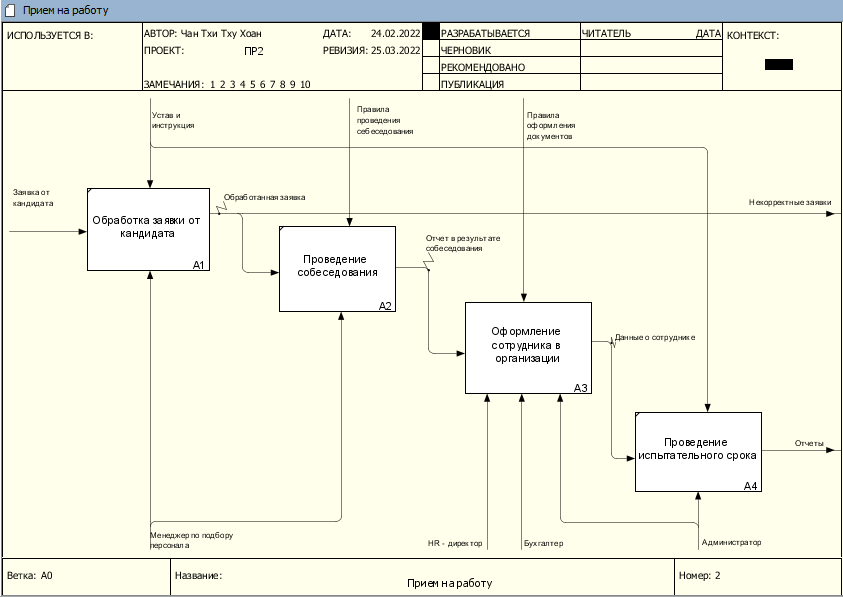 Прием на работу
ИСПОЛЬЗУЕТСЯ В:
АВТОР: Чан Тхи Тху Хоан
ДАТА: 24.02.2022
РАЗРАБАТЫВАЕТСЯ
ЧИТАТЕЛЬ
ДАТА
КОНТЕКСТ:
ПРОЕКТ: ПР2
РЕВИЗИЯ: 25.03.2022
ЧЕРНОВИК
РЕКОМЕНДОВАНО
ЗАМЕЧАНИЯ: 1 2 3 4 5 6 7 8 9 10
ПУБЛИКАЦИЯ
Устав и
инструкция
Правила
проведения
себеседования
Правила
оформления
документов
Заявка от
кандидата
Обработанная заявка
Некорректные заявки
Обработка заявки от
кандидата
A1
Отчет в результате
собеседования
Проведение
собеседования
A2
Оформление
сотрудника в
организации
A3
Данные о сотруднике
Проведение
испытательного срока
A4
Отчеты
Менеджер по подбору
персонала
HR - директор
Бухгалтер
Администратор
Ветка: A0
Название:
Прием на работу
Номер: 2